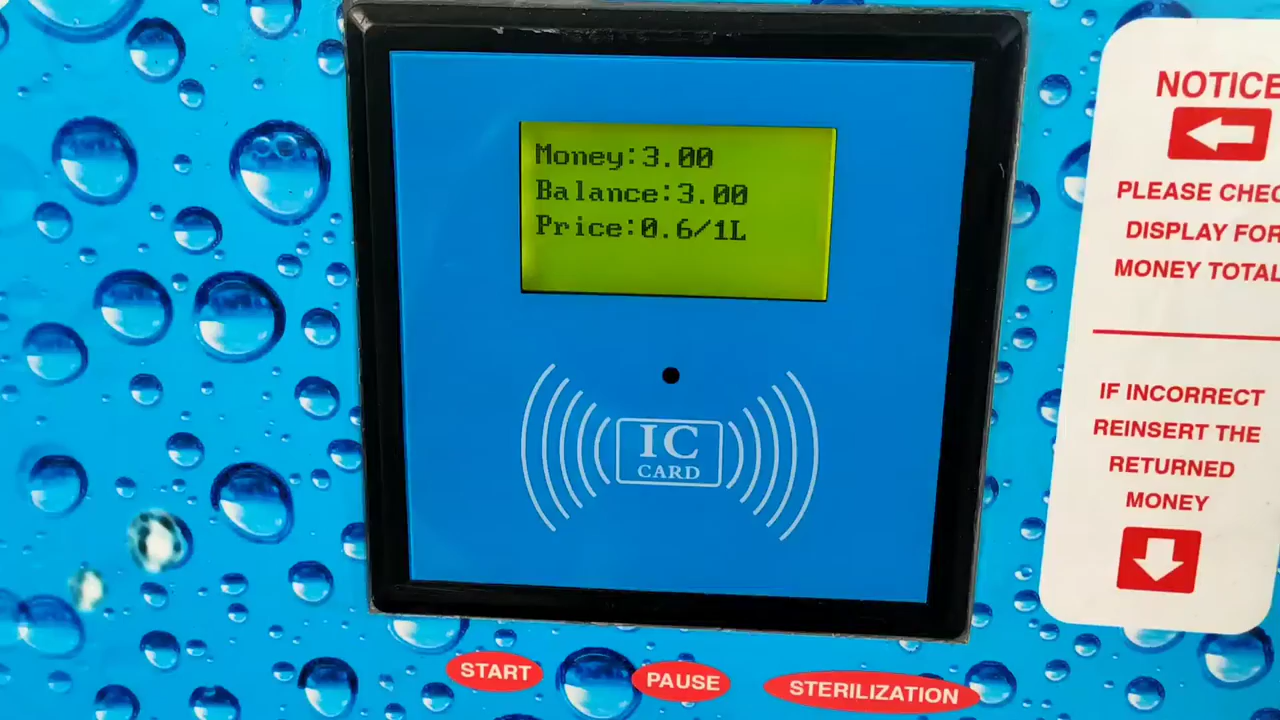 Money:3.00
Balance:3.00
Price:0.6/1L
IC
CARD
START
PAUSE
STERILIZATION
NOTICE
PLEASE CHEC
DISPLAY FOR
MONEY TOTAL
IF INCORRECT
REINSERT THE
RETURNED
MONEY